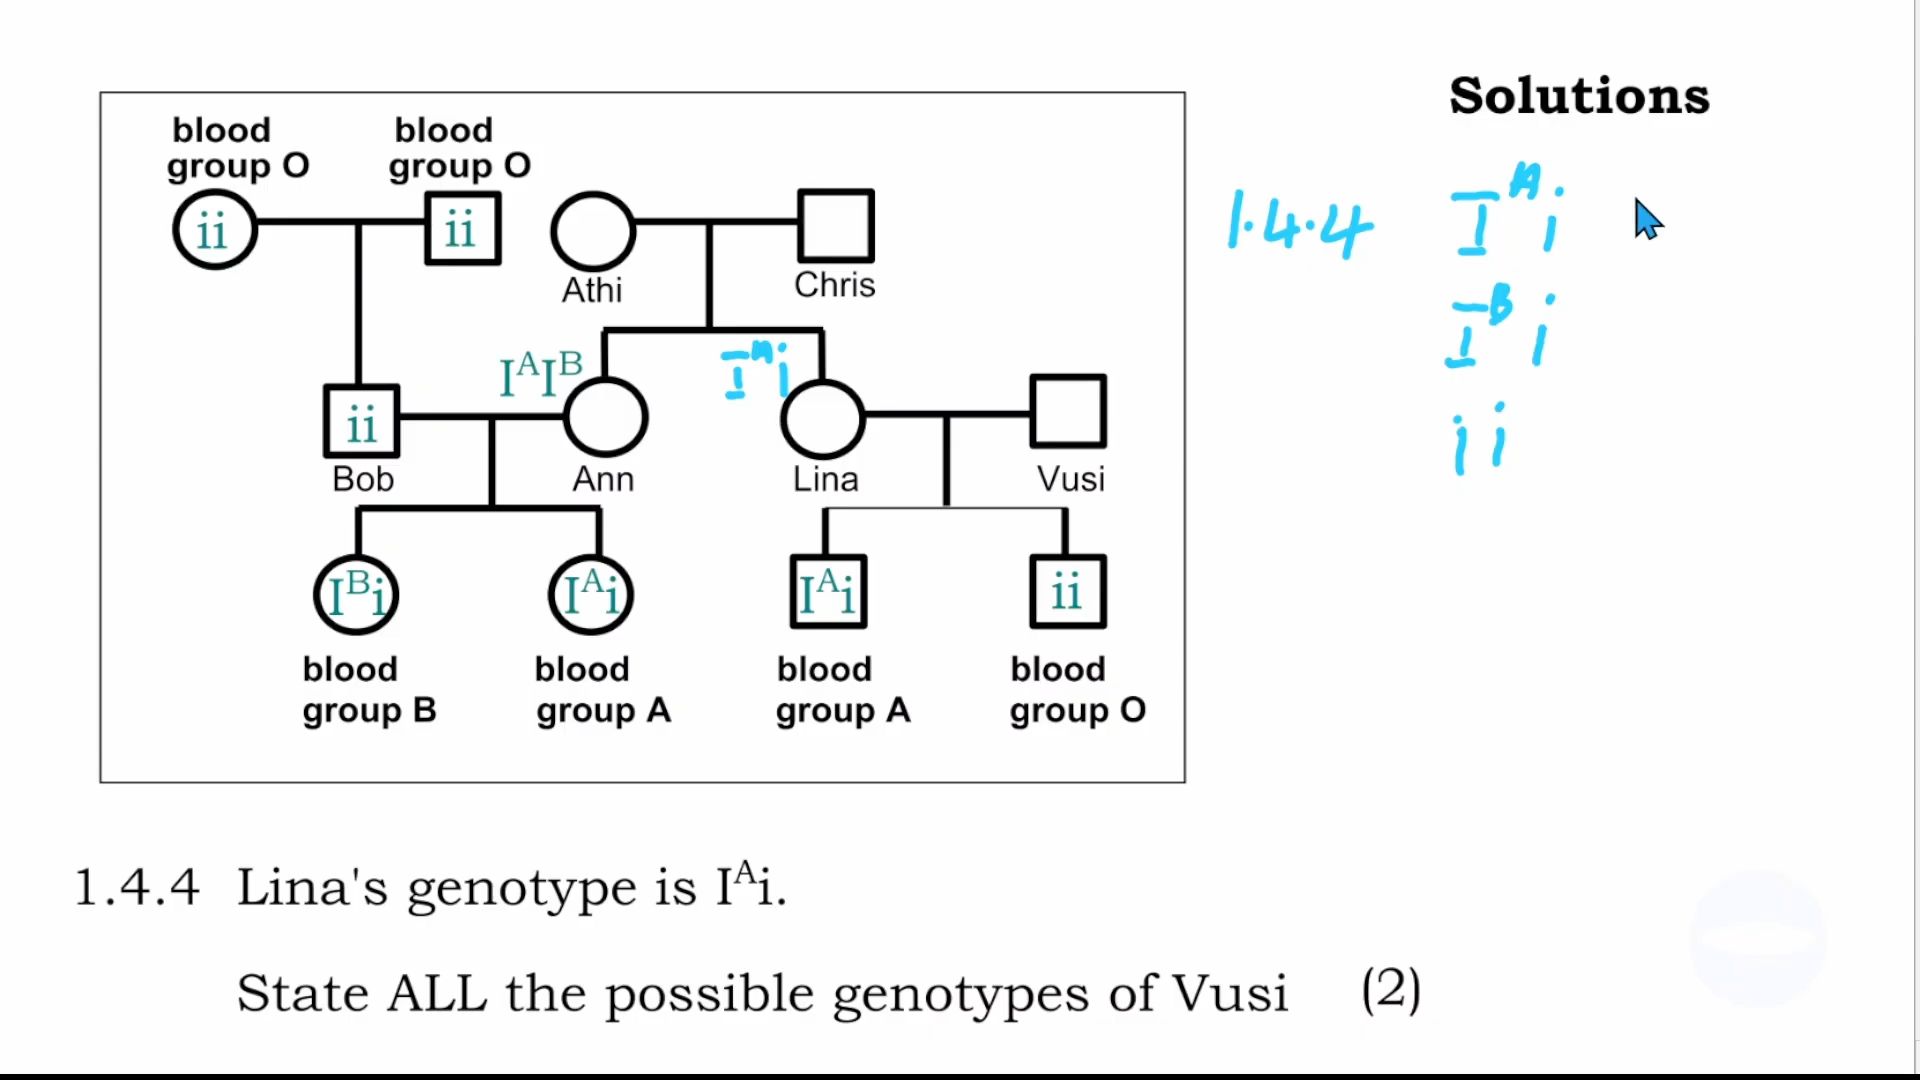 Solutions
blood blood
group O group O
ii ii
Athi Chris
1.4.4 Iᴬi
Iᴮi
ii
IᴬIᴮ Iᴬi
ii
Bob Ann Lina Vusi
Iᴮi Iᴬi Iᴬi ii
blood blood blood blood
group B group A group A group O
1.4.4 Lina's genotype is Iᴬi.
State ALL the possible genotypes of Vusi (2)